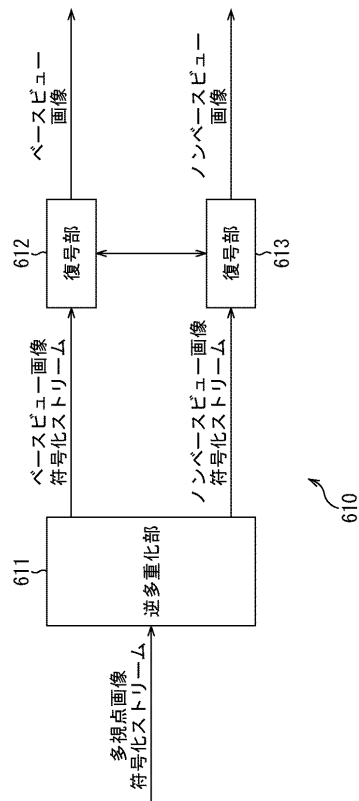 多視点画像
符号化ストリーム
611
逆多重化部
ベースビュー画像
符号化ストリーム
612
復号部
ベースビュー
画像
ノンベースビュー画像
符号化ストリーム
復号部
613
ノンベースビュー
画像
610